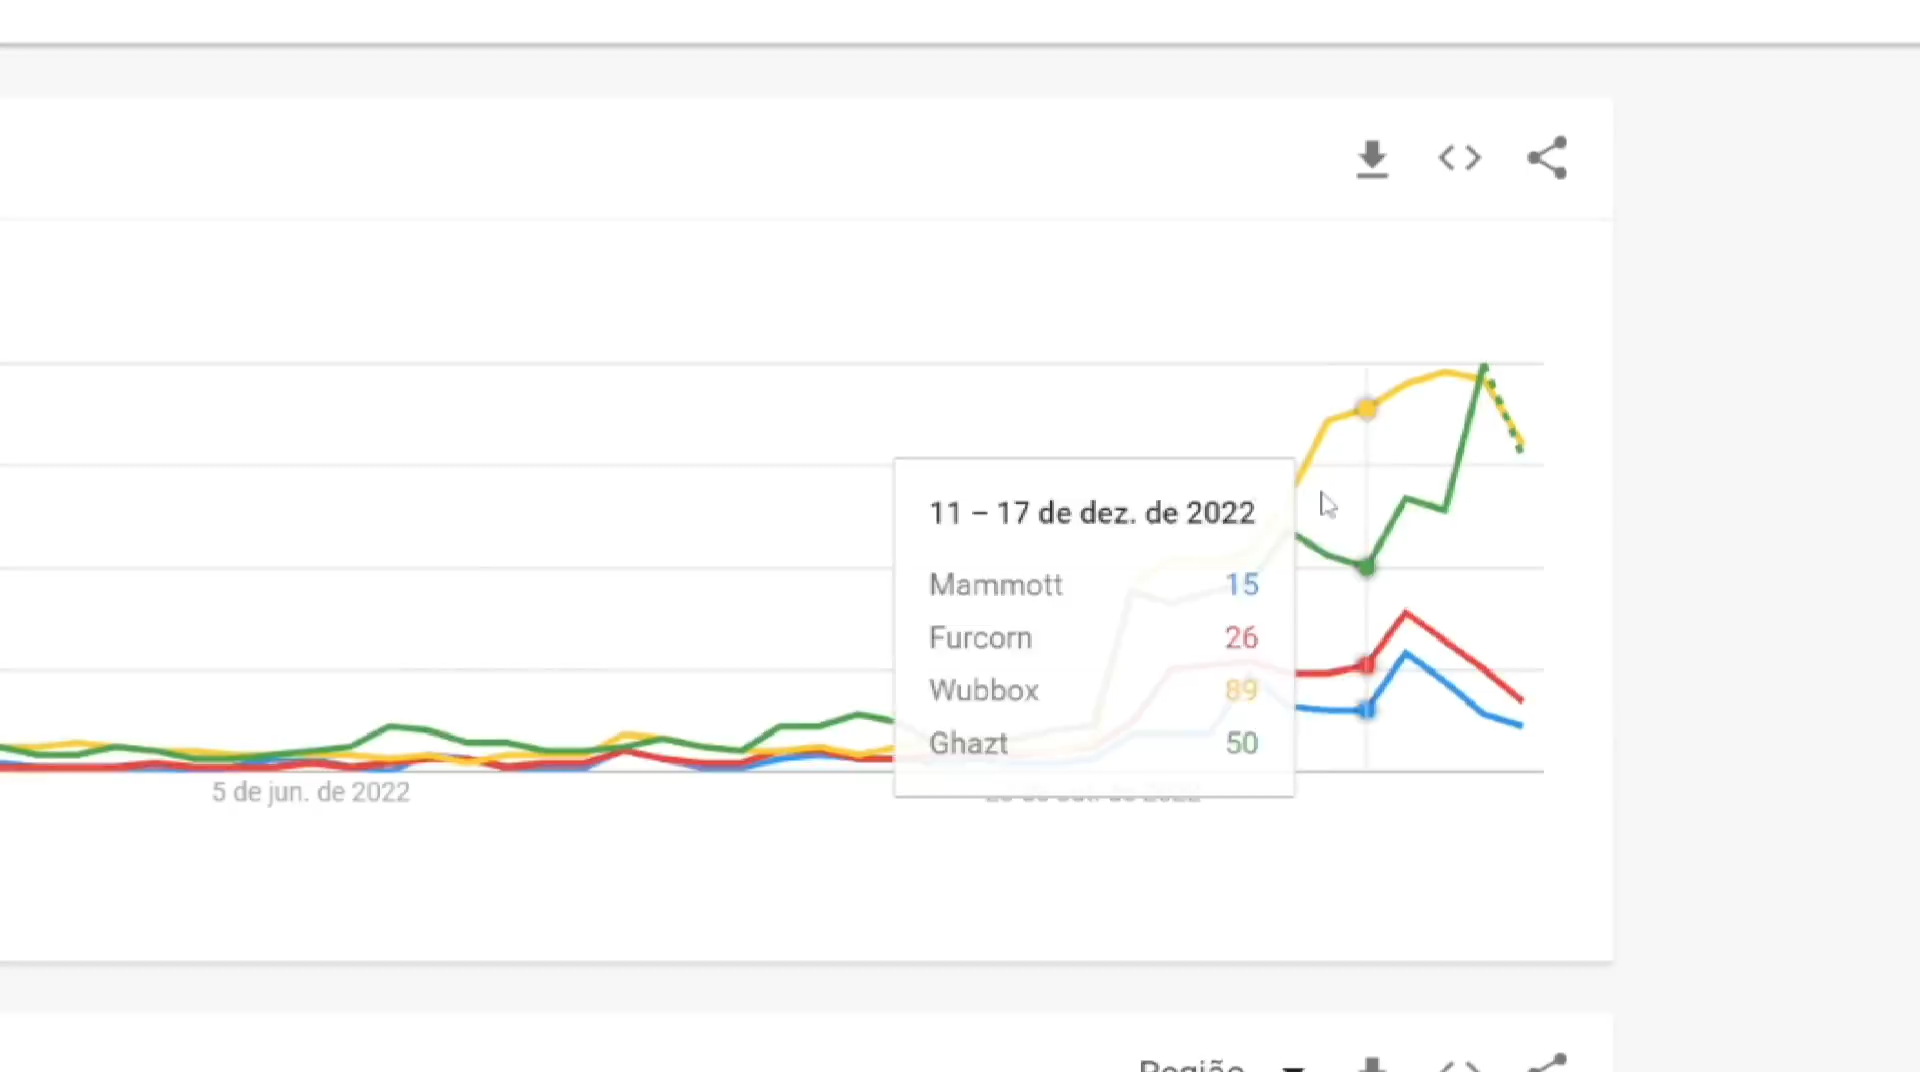 11 – 17 de dez. de 2022
Mammott 15
Furcorn 26
Wubbox 89
Ghazt 50
5 de jun. de 2022
Região